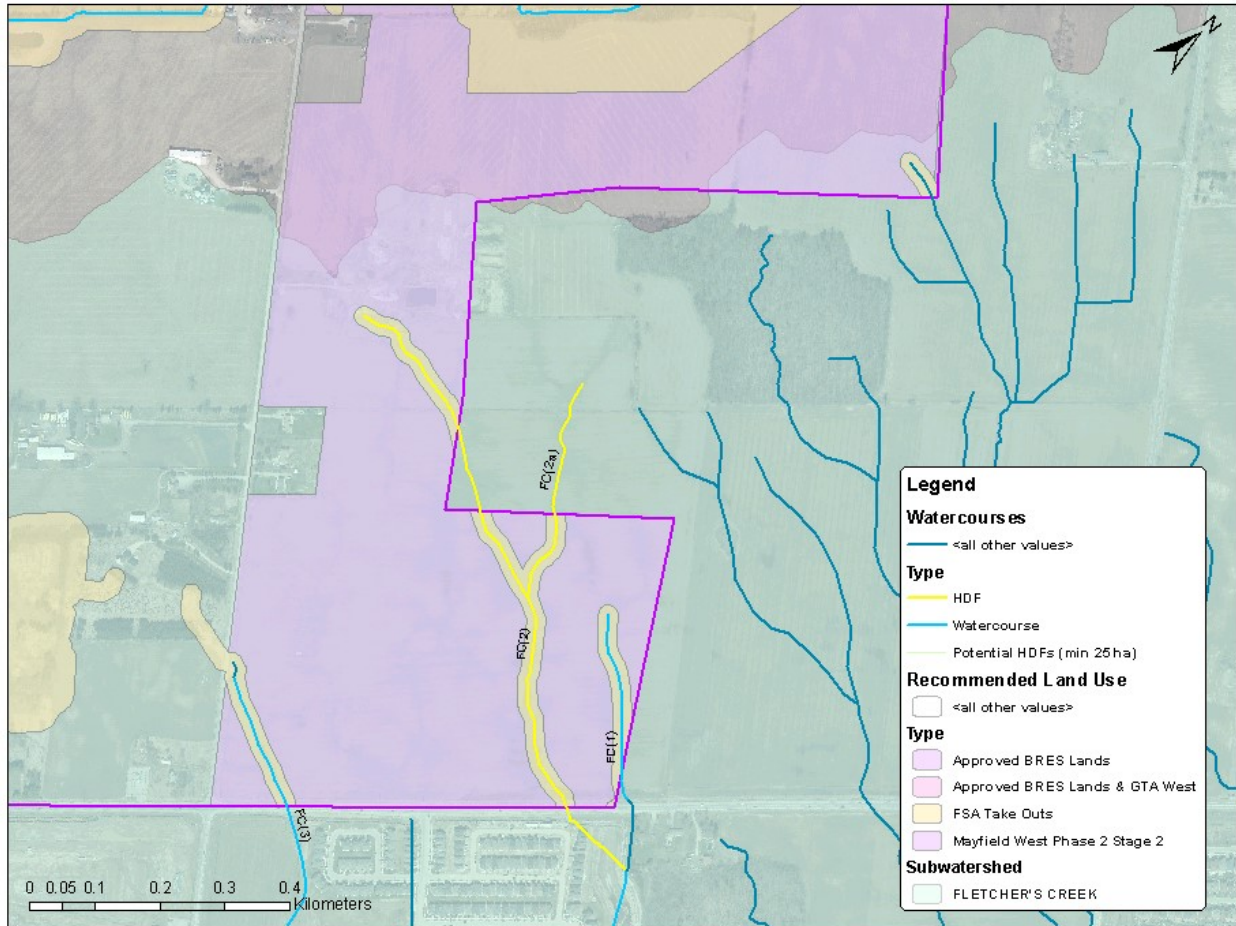 N
FC(2a)
FC(2)
FC(1)
FC(3)
0 0.05 0.1 0.2 0.3 0.4
Kilometers
Legend
Watercourses
<all other values>
Type
HDF
Watercourse
Potential HDFs (min 25ha)
Recommended Land Use
<all other values>
Type
Approved BRES Lands
Approved BRES Lands & GTA West
FSA Take Outs
Mayfield West Phase 2 Stage 2
Subwatershed
FLETCHER'S CREEK